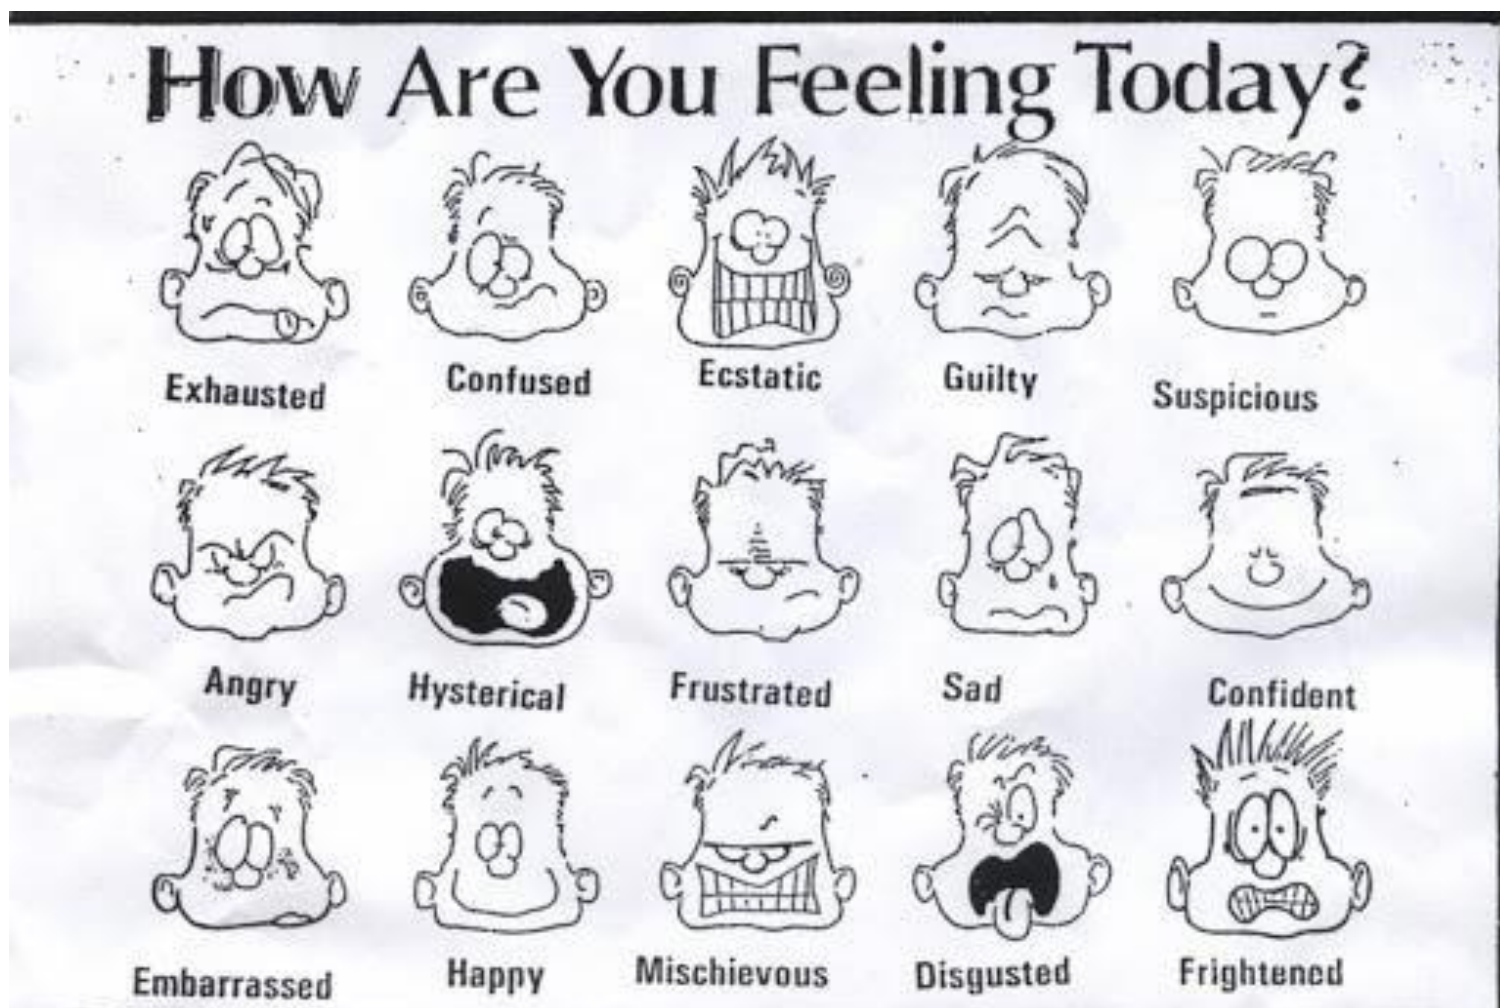 How Are You Feeling Today?
Exhausted Confused Ecstatic Guilty Suspicious
Angry Hysterical Frustrated Sad Confident
Embarrassed Happy Mischievous Disgusted Frightened